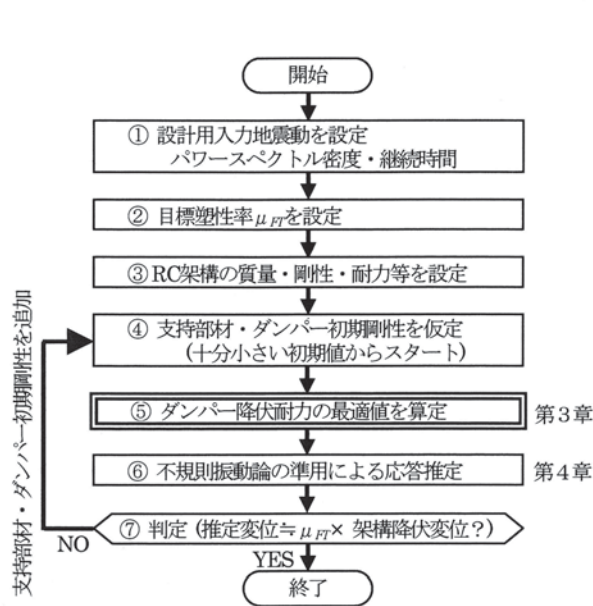 開始
① 設計用入力地震動を設定
パワースペクトル密度・継続時間
② 目標塑性率μFTを設定
③RC架構の質量・剛性・耐力等を設定
④ 支持部材・ダンパー初期剛性を仮定
(十分小さい初期値からスタート)
⑤ ダンパー降伏耐力の最適値を算定
第3章
⑥ 不規則振動論の準用による応答推定
第4章
⑦ 判定 (推定変位≒μFT× 架構降伏変位?)
NO
YES
終了
支持部材・ダンパー初期剛性を追加